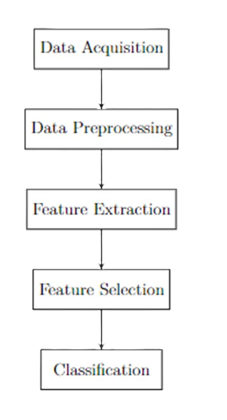 Data Acquisition
Data Preprocessing
Feature Extraction
Feature Selection
Classification